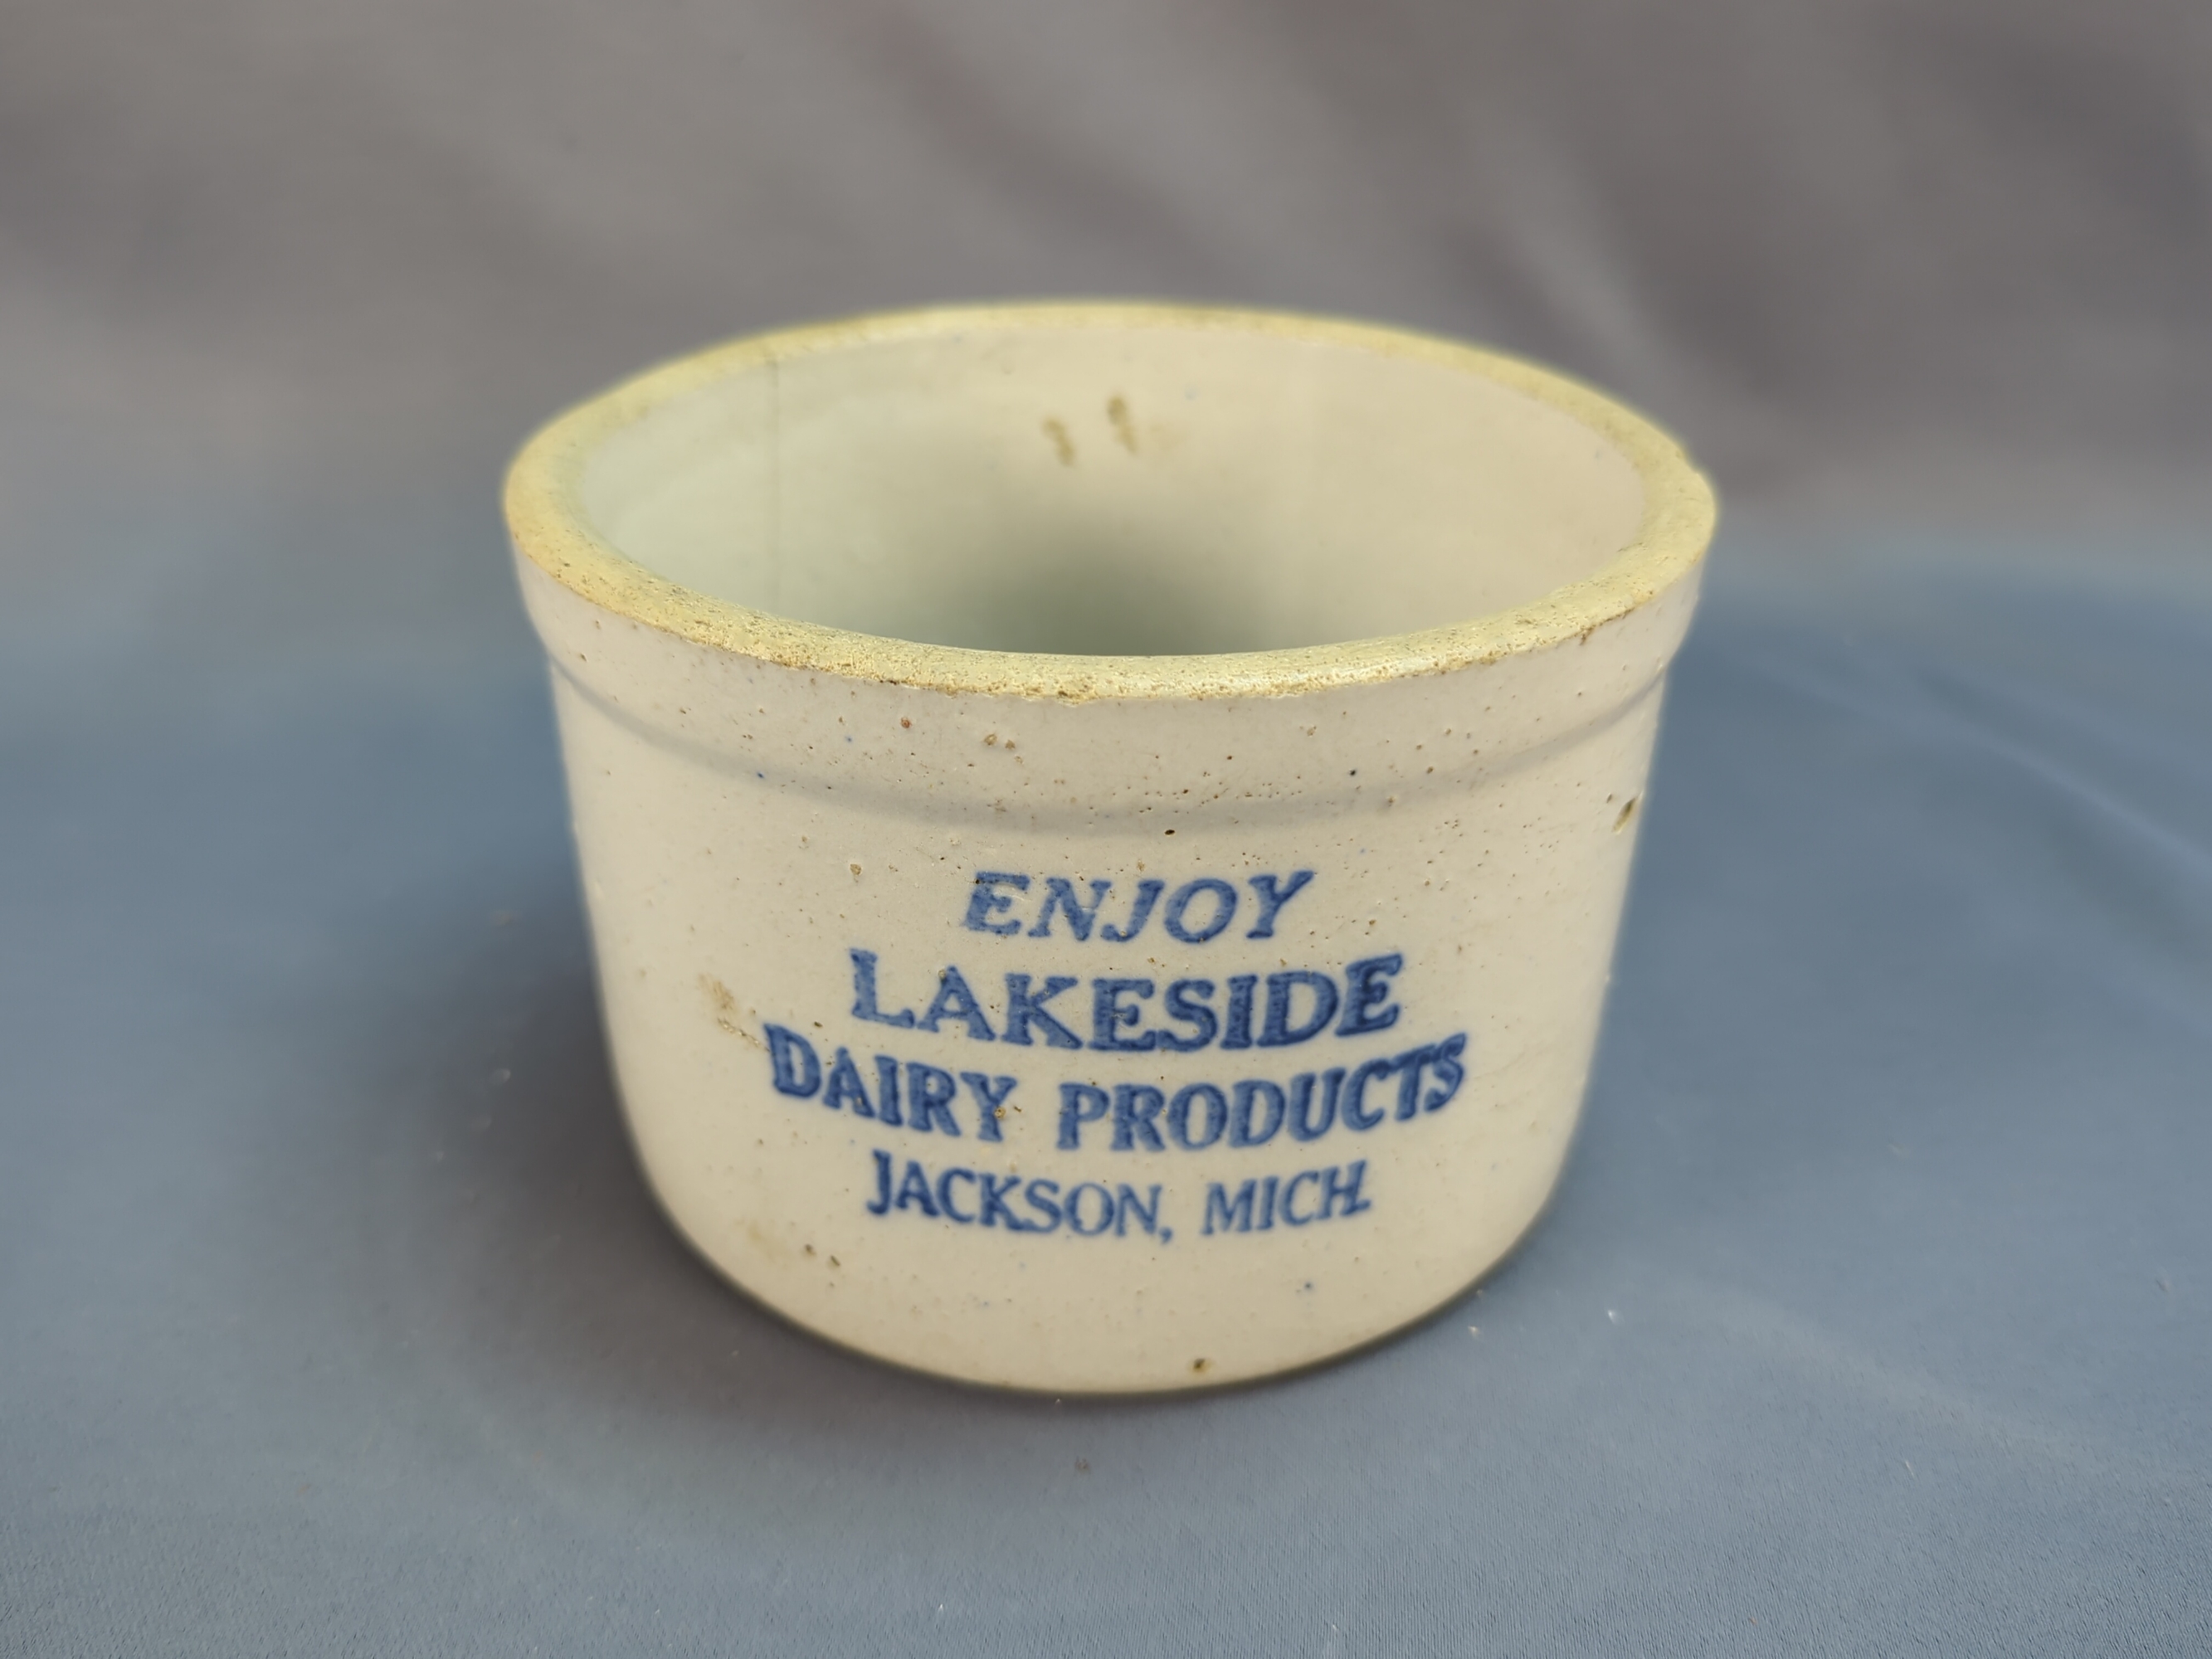 ENJOY
LAKESIDE
DAIRY PRODUCTS
JACKSON, MICH.